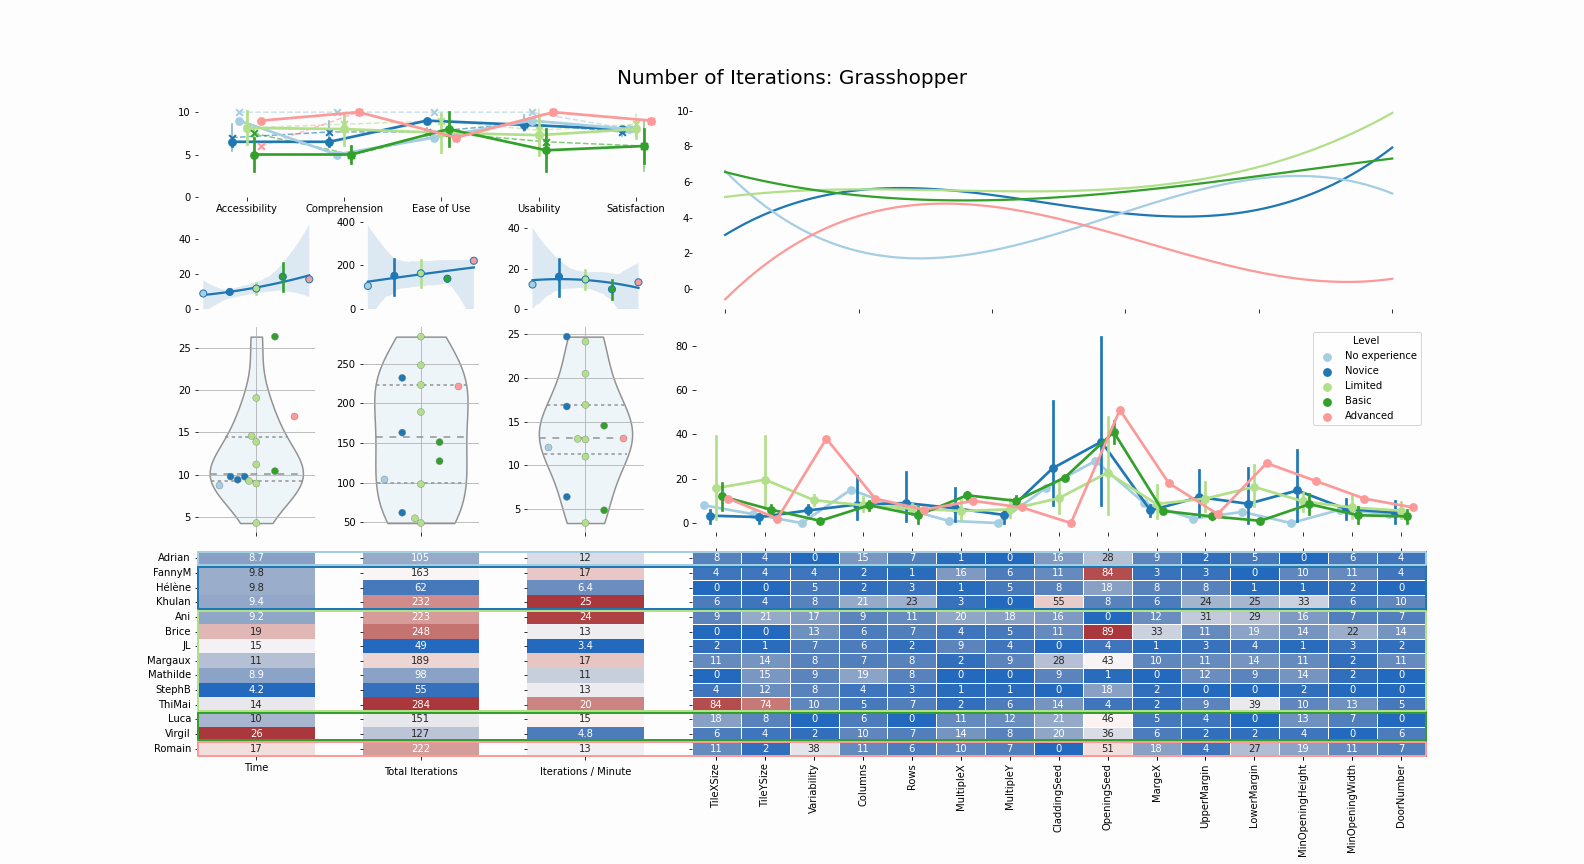 Number of Iterations: Grasshopper
10
5
0
Accessibility Comprehension Ease of Use Usability Satisfaction
10
8
6
4
2
0
40
20
0
400
200
0
40
20
0
25
20
15
10
5
250
200
150
100
50
25
20
15
10
5
80
60
40
20
0
Level
No experience
Novice
Limited
Basic
Advanced
Adrian 8.7 105 12 8 4 0 15 7 1 0 16 28 9 2 5 0 6 4
FannyM 9.8 163 17 4 4 4 2 1 16 6 11 84 3 3 0 10 11 4
Hélène 9.8 62 6.4 0 0 5 2 3 2 5 8 18 8 8 1 1 2 0
Khulan 9.4 232 25 6 4 8 21 23 3 0 55 8 6 24 25 33 6 10
Ani 9.2 223 24 9 21 17 9 11 20 18 16 0 12 31 29 16 7 7
Brice 19 248 13 0 0 13 6 7 4 5 11 89 33 11 19 14 22 14
JL 15 49 3.4 2 1 7 6 2 9 4 0 4 1 3 4 1 3 2
Margaux 11 189 17 11 14 8 7 8 2 9 28 43 10 11 14 11 2 11
Mathilde 8.9 98 11 0 15 9 19 8 0 0 9 1 0 12 9 14 2 0
StephB 4.2 55 13 4 12 8 4 3 1 1 0 18 2 0 0 2 0 0
ThiMai 14 284 20 84 74 10 5 7 2 6 14 4 2 9 39 10 13 5
Luca 10 151 15 18 8 0 6 0 11 12 21 46 5 4 0 13 7 0
Virgil 26 127 4.8 6 4 2 10 7 14 8 20 36 6 2 2 4 0 6
Romain 17 222 13 11 2 38 11 6 10 7 0 51 18 4 27 19 11 7
Time Total Iterations Iterations / Minute
TileXSize
TileYSize
Variability
Columns
Rows
MultipleX
MultipleY
CladdingSeed
OpeningSeed
MargeX
UpperMargin
LowerMargin
MinOpeningHeight
MinOpeningWidth
DoorNumber